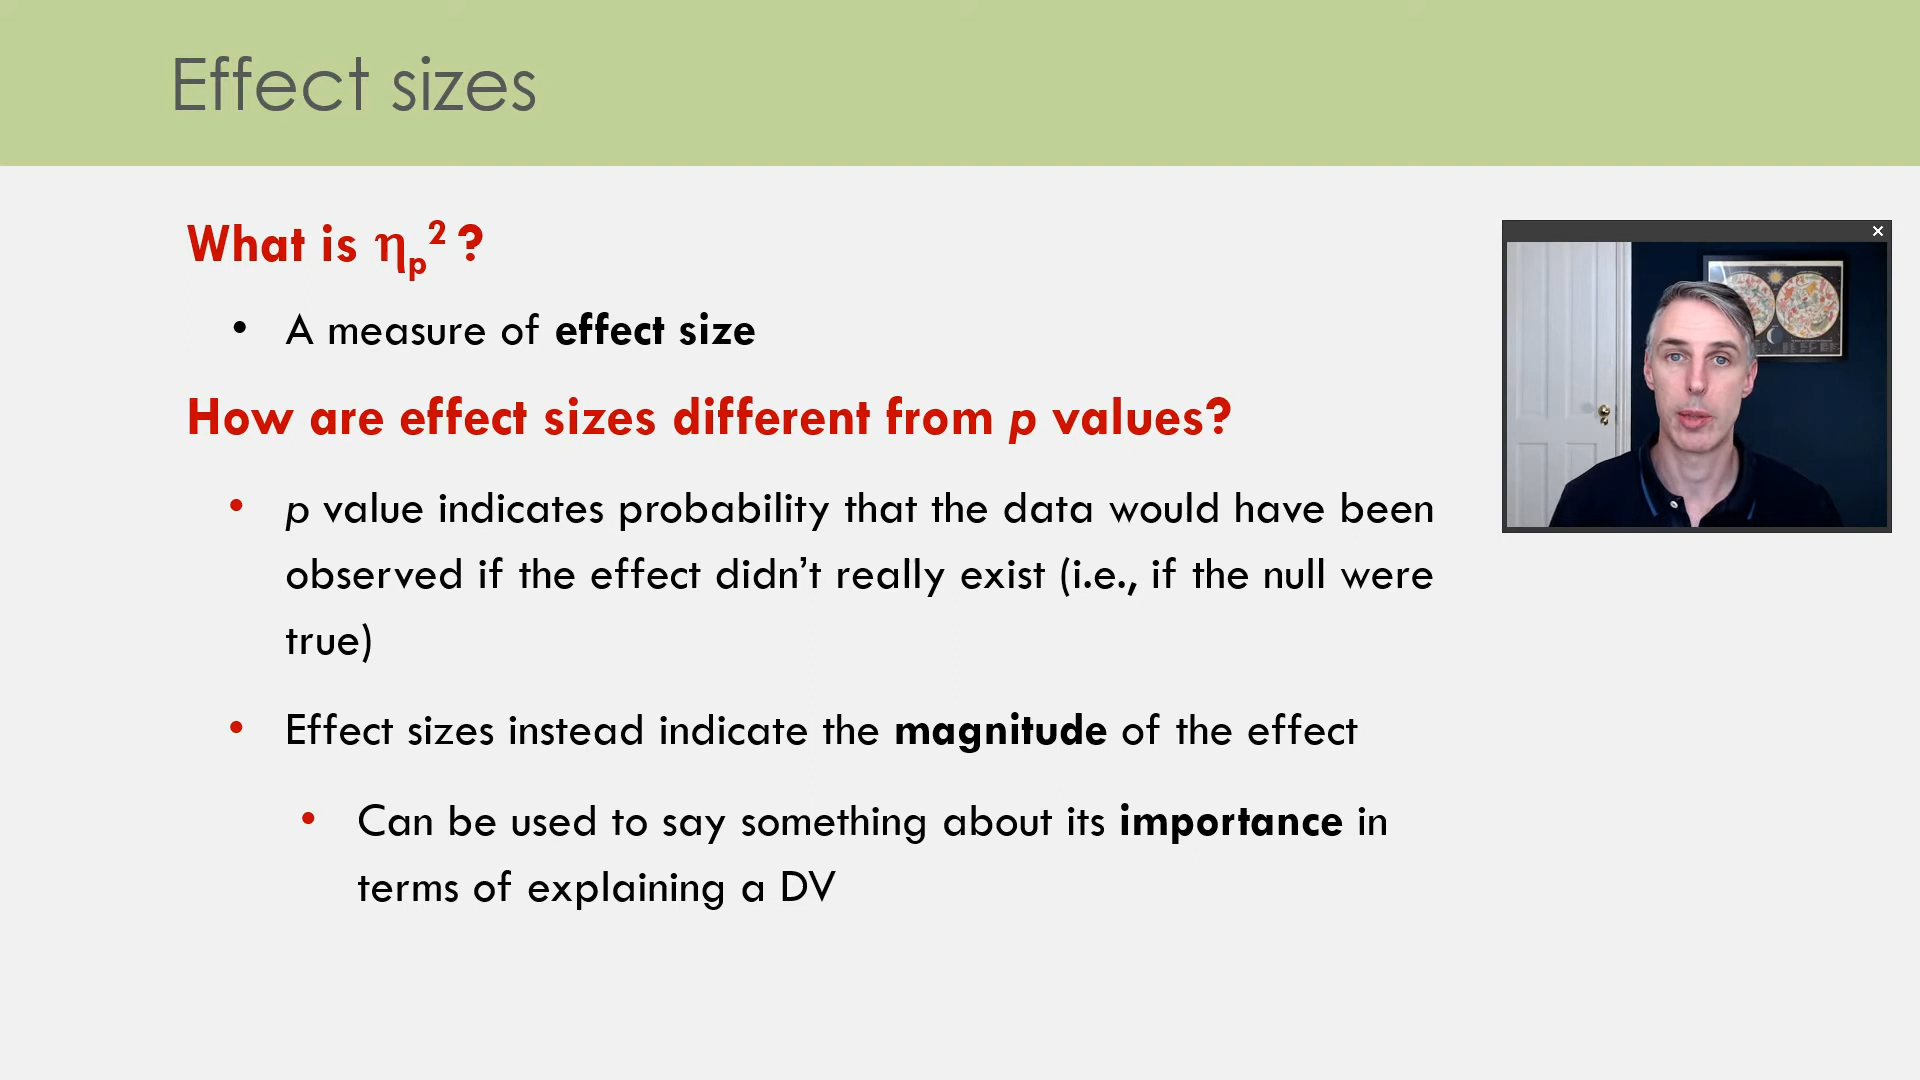 Effect sizes
What is ηp² ?
• A measure of effect size
How are effect sizes different from p values?
• p value indicates probability that the data would have been
observed if the effect didn’t really exist (i.e., if the null were
true)
• Effect sizes instead indicate the magnitude of the effect
• Can be used to say something about its importance in
terms of explaining a DV